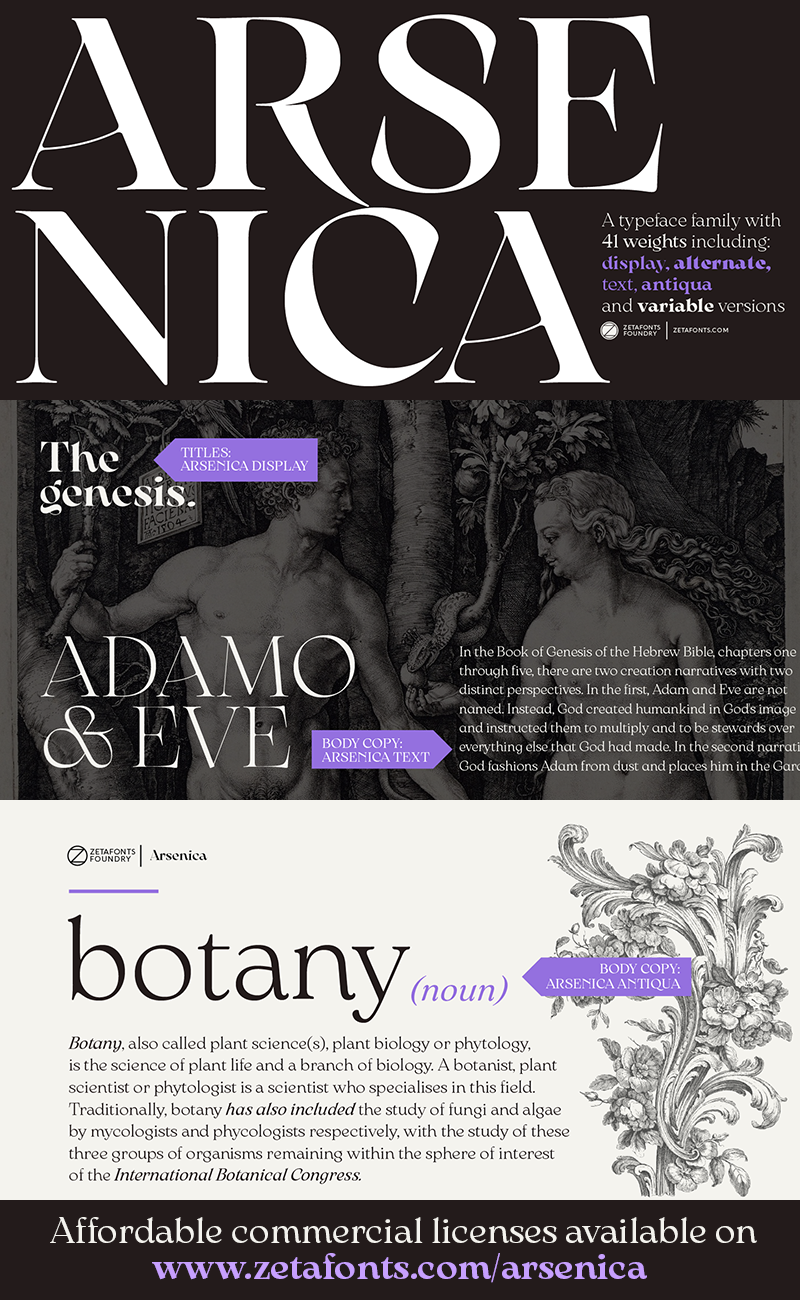 ARSE
NICA
A typeface family with
41 weights including:
display, alternate,
text, antiqua
and variable versions
ZETAFONTS
FOUNDRY
ZETAFONTS.COM
The
genesis.
TITLES:
ARSENICA DISPLAY
ADAMO
& EVE
BODY COPY:
ARSENICA TEXT
In the Book of Genesis of the Hebrew Bible, chapters one
through five, there are two creation narratives with two
distinct perspectives. In the first, Adam and Eve are not
named. Instead, God created humankind in God's image
and instructed them to multiply and to be stewards over
everything else that God had made. In the second narrati
God fashions Adam from dust and places him in the Gard
ZETAFONTS
FOUNDRY
Arsenica
botany (noun)
BODY COPY:
ARSENICA ANTIQUA
Botany, also called plant science(s), plant biology or phytology,
is the science of plant life and a branch of biology. A botanist, plant
scientist or phytologist is a scientist who specialises in this field.
Traditionally, botany has also included the study of fungi and algae
by mycologists and phycologists respectively, with the study of these
three groups of organisms remaining within the sphere of interest
of the International Botanical Congress.
Affordable commercial licenses available on
www.zetafonts.com/arsenica